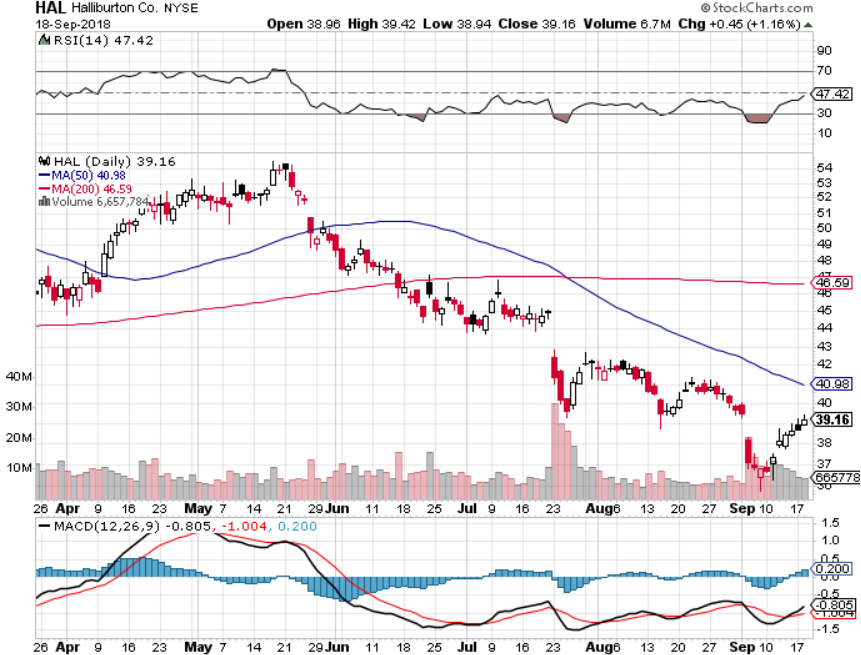 HAL Halliburton Co. NYSE © StockCharts.com
18-Sep-2018 Open 38.96 High 39.42 Low 38.94 Close 39.16 Volume 6.7M Chg +0.45 (+1.16%)
RSI(14) 47.42
90
70
47.42
30
10
HAL (Daily) 39.16
MA(50) 40.98
MA(200) 46.59
Volume 6,657,784
54
53
52
51
50
49
48
47
46.59
46
45
44
43
42
40.98
40
39.16
38
37
36
40M
30M
20M
10M
665778
26 Apr 9 16 23 May 7 14 21 Jun 11 18 25 Jul 9 16 23 Aug 6 13 20 27 Sep 10 17
MACD(12,26,9) -0.805, -1.004, 0.200
1.5
1.0
0.5
0.200
0.0
-0.5
-0.805
-1.004
-1.5
26 Apr 9 16 23 May 7 14 21 Jun 11 18 25 Jul 9 16 23 Aug 6 13 20 27 Sep 10 17